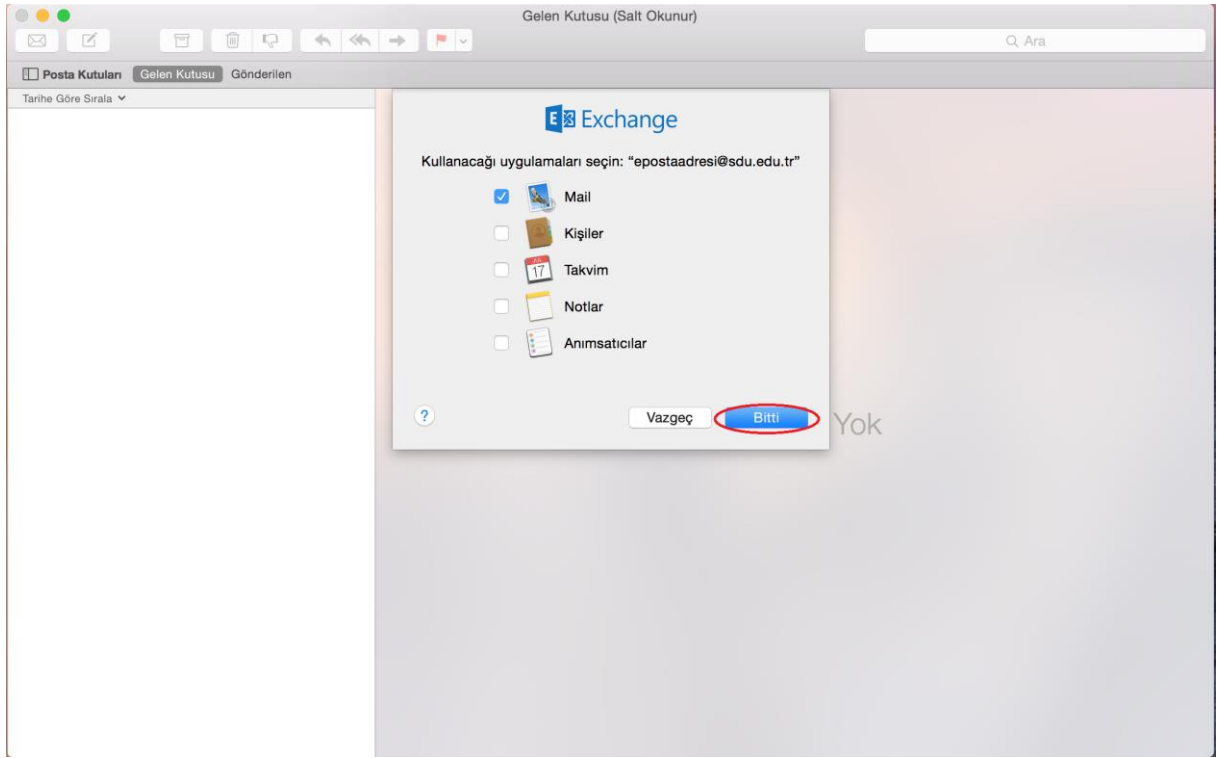 Gelen Kutusu (Salt Okunur)
Ara
Posta Kutuları Gelen Kutusu Gönderilen
Tarihe Göre Sırala
Exchange
Kullanacağı uygulamaları seçin: “epostaadresi@sdu.edu.tr”
Mail
Kişiler
JUL 17 Takvim
Notlar
Anımsatıcılar
? Vazgeç Bitti
Yok